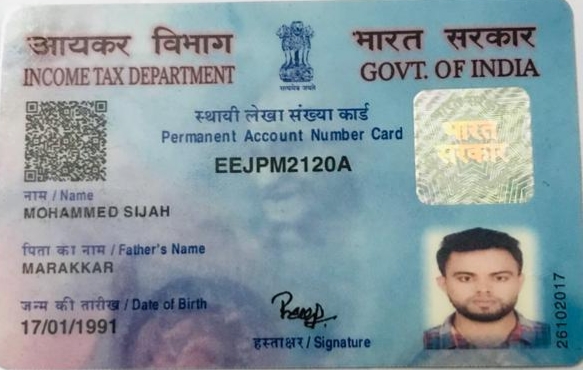 आयकर विभाग
INCOME TAX DEPARTMENT
सत्यमेव जयते
भारत सरकार
GOVT. OF INDIA
स्थायी लेखा संख्या कार्ड
Permanent Account Number Card
EEJPM2120A
भारत
सरकार
नाम / Name
MOHAMMED SIJAH
पिता का नाम / Father's Name
MARAKKAR
जन्म की तारीख / Date of Birth
17/01/1991
हस्ताक्षर / Signature
26102017